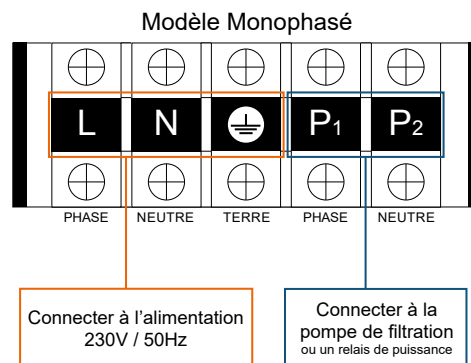 Modèle Monophasé
L N P1 P2
PHASE NEUTRE TERRE PHASE NEUTRE
Connecter à l'alimentation
230V / 50Hz
Connecter à la
pompe de filtration
ou un relais de puissance